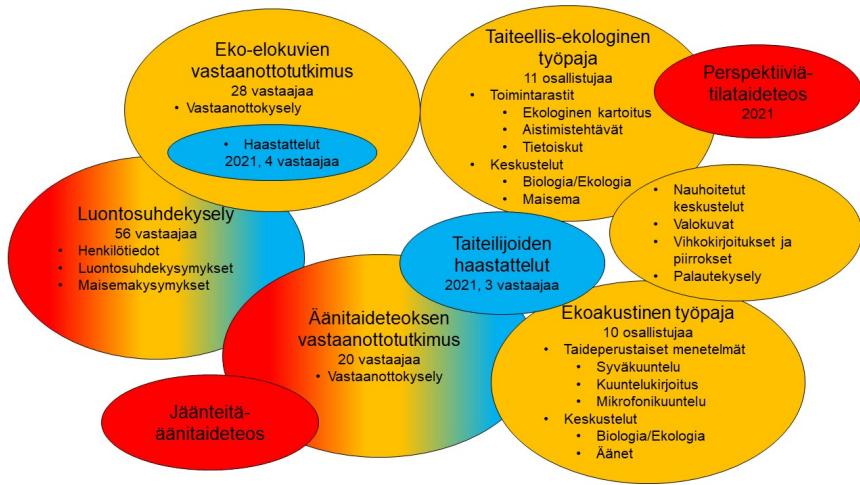 Eko-elokuvien
vastaanottotutkimus
28 vastaajaa
• Vastaanottokysely
• Haastattelut
2021, 4 vastaajaa
Taiteellis-ekologinen
työpaja
11 osallistujaa
• Toimintarastit
• Ekologinen kartoitus
• Aistimistehtävät
• Tietoiskut
• Keskustelut
• Biologia/Ekologia
• Maisema
Perspektiiviä-
tilataideteos
2021
Luontosuhdekysely
56 vastaajaa
• Henkilötiedot
• Luontosuhdekysymykset
• Maisemakysymykset
• Nauhoitetut
keskustelut
• Valokuvat
• Vihkokirjoitukset ja
piirrokset
• Palautekysely
Taiteilijoiden
haastattelut
2021, 3 vastaajaa
Äänitaideteoksen
vastaanottotutkimus
20 vastaajaa
• Vastaanottokysely
Ekoakustinen työpaja
10 osallistujaa
• Taideperustaiset menetelmät
• Syväkuuntelu
• Kuuntelukirjoitus
• Mikrofonikuuntelu
• Keskustelut
• Biologia/Ekologia
• Äänet
Jäänteitä-
äänitaideteos